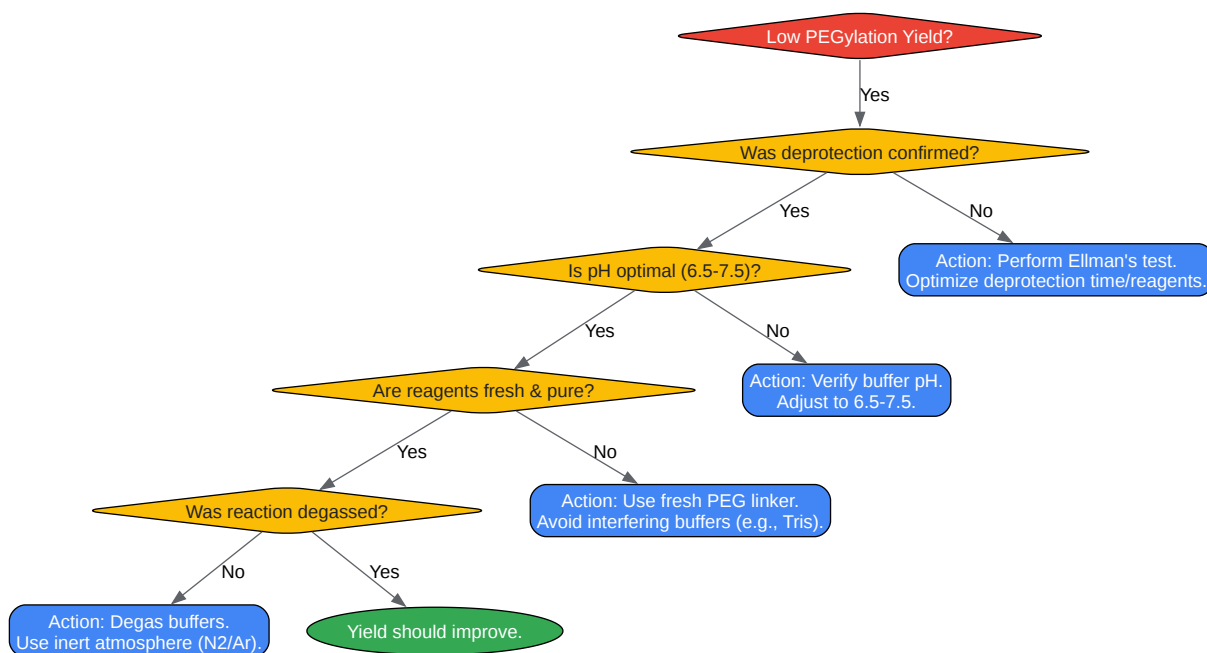 Low PEGylation Yield?
Yes
Was deprotection confirmed?
Yes
No
Is pH optimal (6.5-7.5)?
Action: Perform Ellman's test.
Optimize deprotection time/reagents.
Yes
No
Are reagents fresh & pure?
Action: Verify buffer pH.
Adjust to 6.5-7.5.
Yes
No
Was reaction degassed?
Action: Use fresh PEG linker.
Avoid interfering buffers (e.g., Tris).
No
Yes
Action: Degas buffers.
Use inert atmosphere (N2/Ar).
Yield should improve.